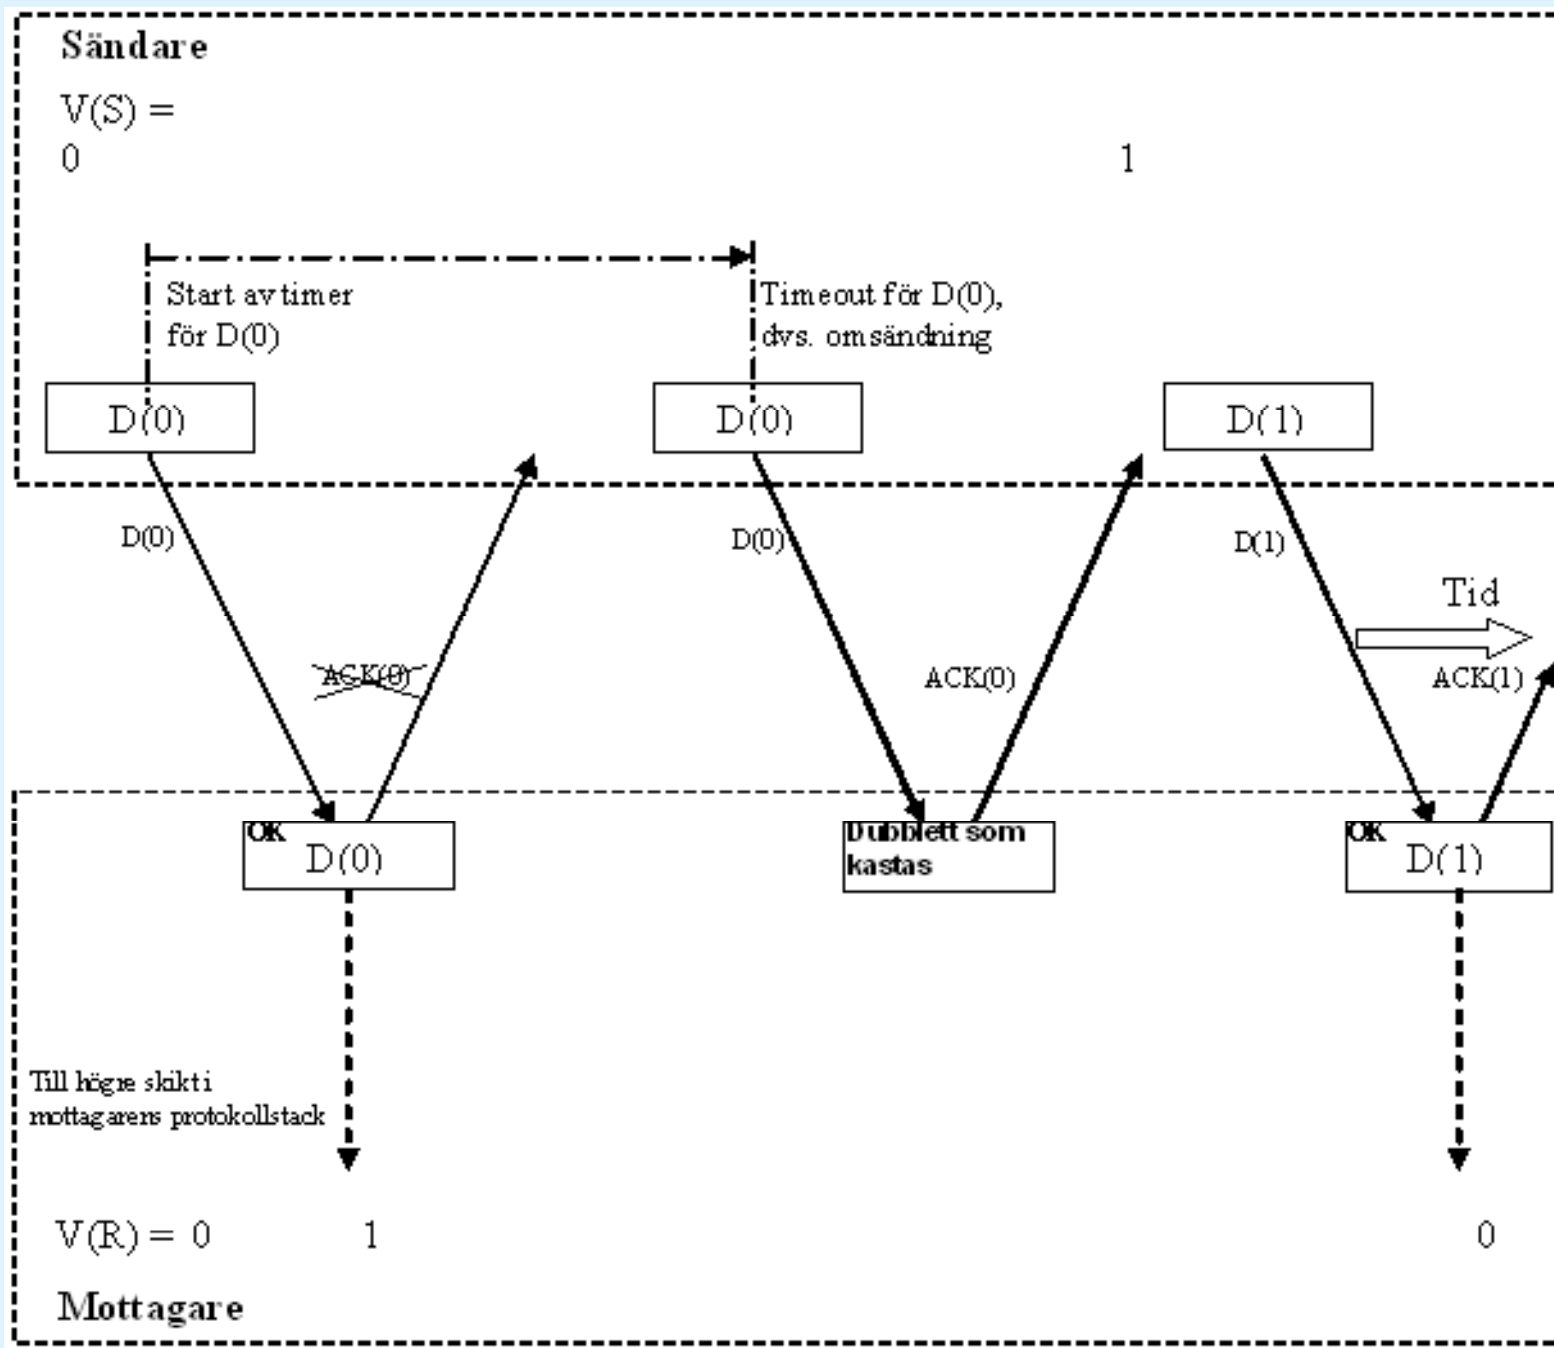 Sändare
V(S) =
0
1
Start av timer
för D(0)
Timeout för D(0),
dvs. omsändning
D(0)
D(0)
D(1)
D(0)
D(0)
D(1)
Tid
ACK(0)
ACK(0)
ACK(1)
OK
D(0)
Dubblett som
kastas
OK
D(1)
Till högre skikt i
mottagarens protokollstack
V(R) = 0
1
0
Mottagare